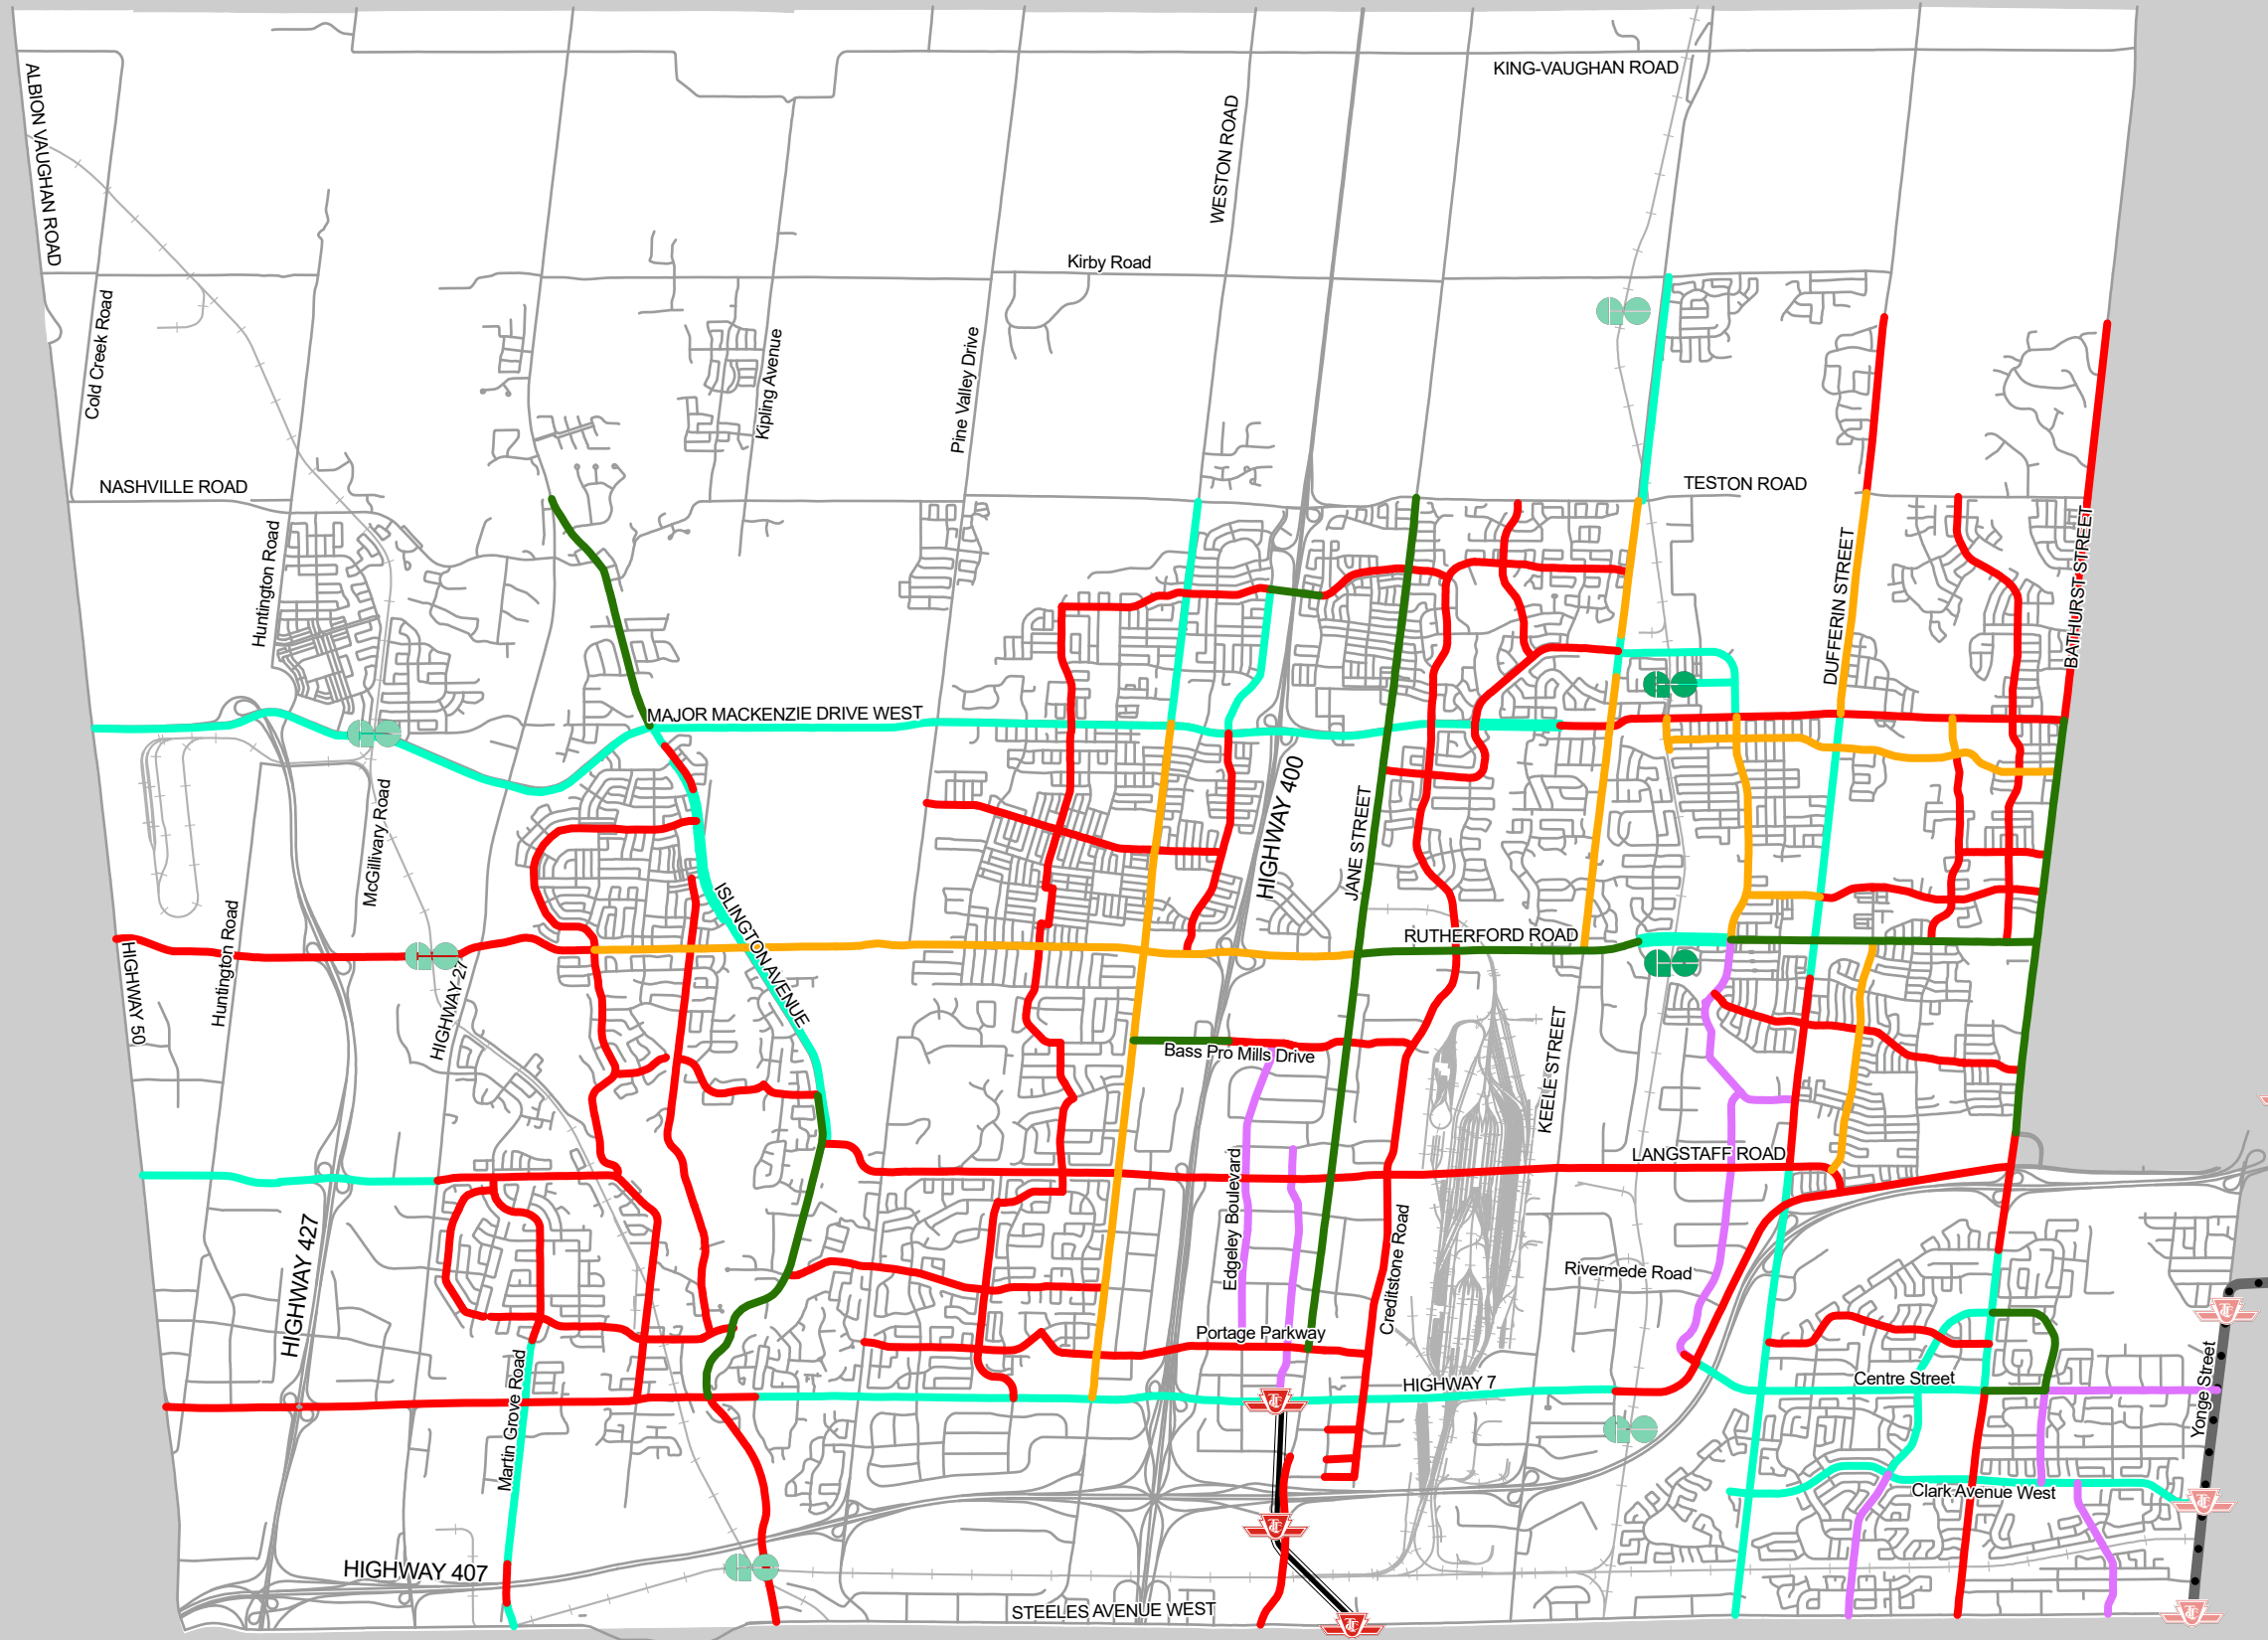 KING-VAUGHAN ROAD
ALBION VAUGHAN ROAD
WESTON ROAD
Kirby Road
Cold Creek Road
Kipling Avenue
Pine Valley Drive
NASHVILLE ROAD
TESTON ROAD
Huntington Road
DUFFERIN STREET
BATHURST STREET
MAJOR MACKENZIE DRIVE WEST
McGillivary Road
HIGHWAY 400
JANE STREET
ISLINGTON AVENUE
RUTHERFORD ROAD
HIGHWAY 50
Huntington Road
HIGHWAY 27
Bass Pro Mills Drive
KEELE STREET
LANGSTAFF ROAD
Edgeley Boulevard
Creditstone Road
HIGHWAY 427
Rivermede Road
Portage Parkway
Martin Grove Road
HIGHWAY 7
Centre Street
Yonge Street
Clark Avenue West
HIGHWAY 407
STEELES AVENUE WEST